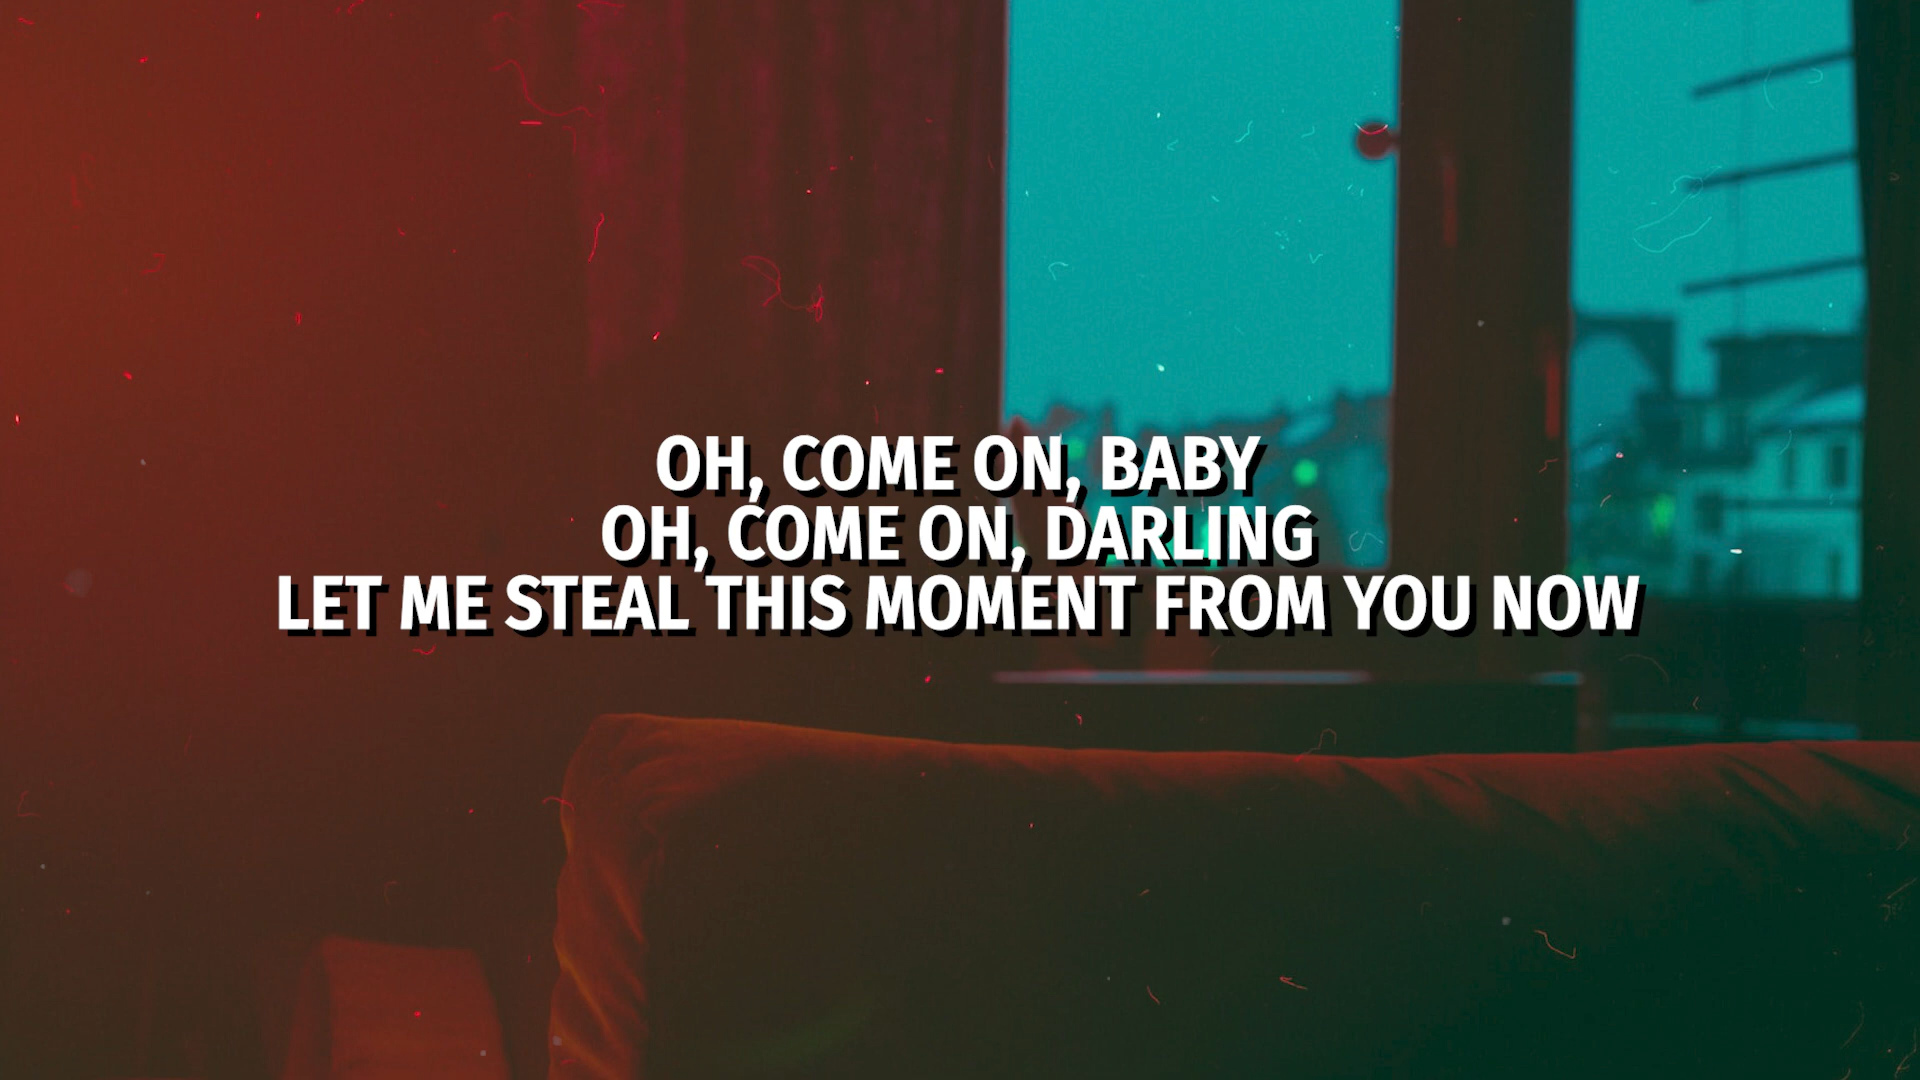 OH, COME ON, BABY
OH, COME ON, DARLING
LET ME STEAL THIS MOMENT FROM YOU NOW